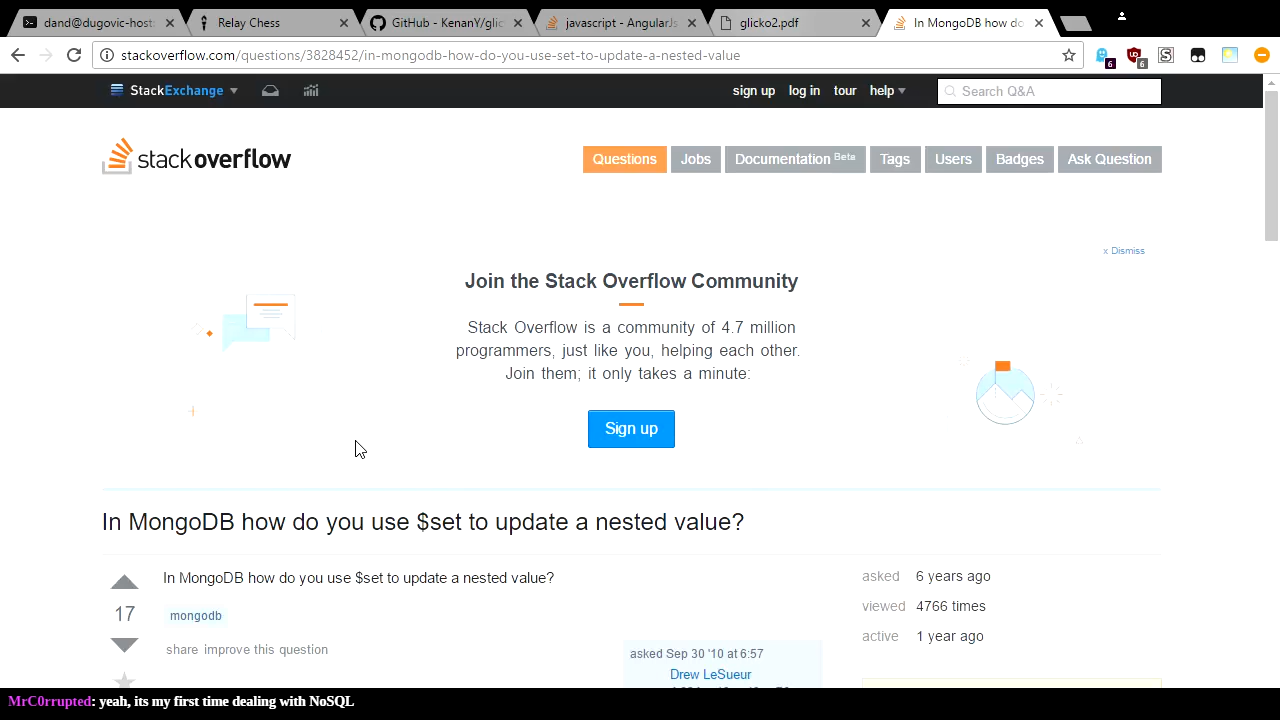 dand@dugovic-host
Relay Chess
GitHub - KenanY/glic
javascript - AngularJs
glicko2.pdf
In MongoDB how do
stackoverflow.com/questions/3828452/in-mongodb-how-do-you-use-set-to-update-a-nested-value
6
6
StackExchange
sign up
log in
tour
help
Search Q&A
stackoverflow
Questions
Jobs
Documentation Beta
Tags
Users
Badges
Ask Question
x Dismiss
Join the Stack Overflow Community
Stack Overflow is a community of 4.7 million
programmers, just like you, helping each other.
Join them; it only takes a minute:
Sign up
In MongoDB how do you use $set to update a nested value?
17
In MongoDB how do you use $set to update a nested value?
mongodb
share improve this question
asked Sep 30 '10 at 6:57
Drew LeSueur
asked 6 years ago
viewed 4766 times
active 1 year ago
MrC0rrupted: yeah, its my first time dealing with NoSQL